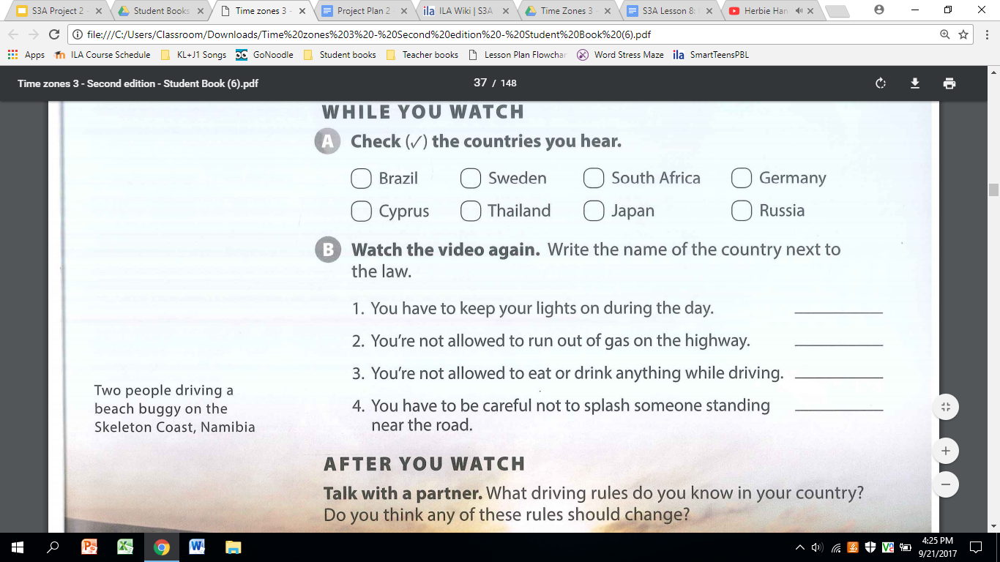 S3A Project 2 -
Student Books
Time zones 3 -
Project Plan 2 -
ila ILA Wiki | S3A
Time Zones 3 -
S3A Lesson 8:
Herbie Han
file:///C:/Users/Classroom/Downloads/Time%20zones%203%20-%20Second%20edition%20-%20Student%20Book%20(6).pdf
Apps
ILA Course Schedule
KL+J1 Songs
GoNoodle
Student books
Teacher books
Lesson Plan Flowchar
Word Stress Maze
ila SmartTeensPBL
Time zones 3 - Second edition - Student Book (6).pdf
37 / 148
WHILE YOU WATCH
A Check (✓) the countries you hear.
Brazil Sweden South Africa Germany
Cyprus Thailand Japan Russia
B Watch the video again. Write the name of the country next to
the law.
1. You have to keep your lights on during the day.
2. You're not allowed to run out of gas on the highway.
3. You're not allowed to eat or drink anything while driving.
4. You have to be careful not to splash someone standing
near the road.
Two people driving a
beach buggy on the
Skeleton Coast, Namibia
AFTER YOU WATCH
Talk with a partner. What driving rules do you know in your country?
Do you think any of these rules should change?
4:25 PM
9/21/2017